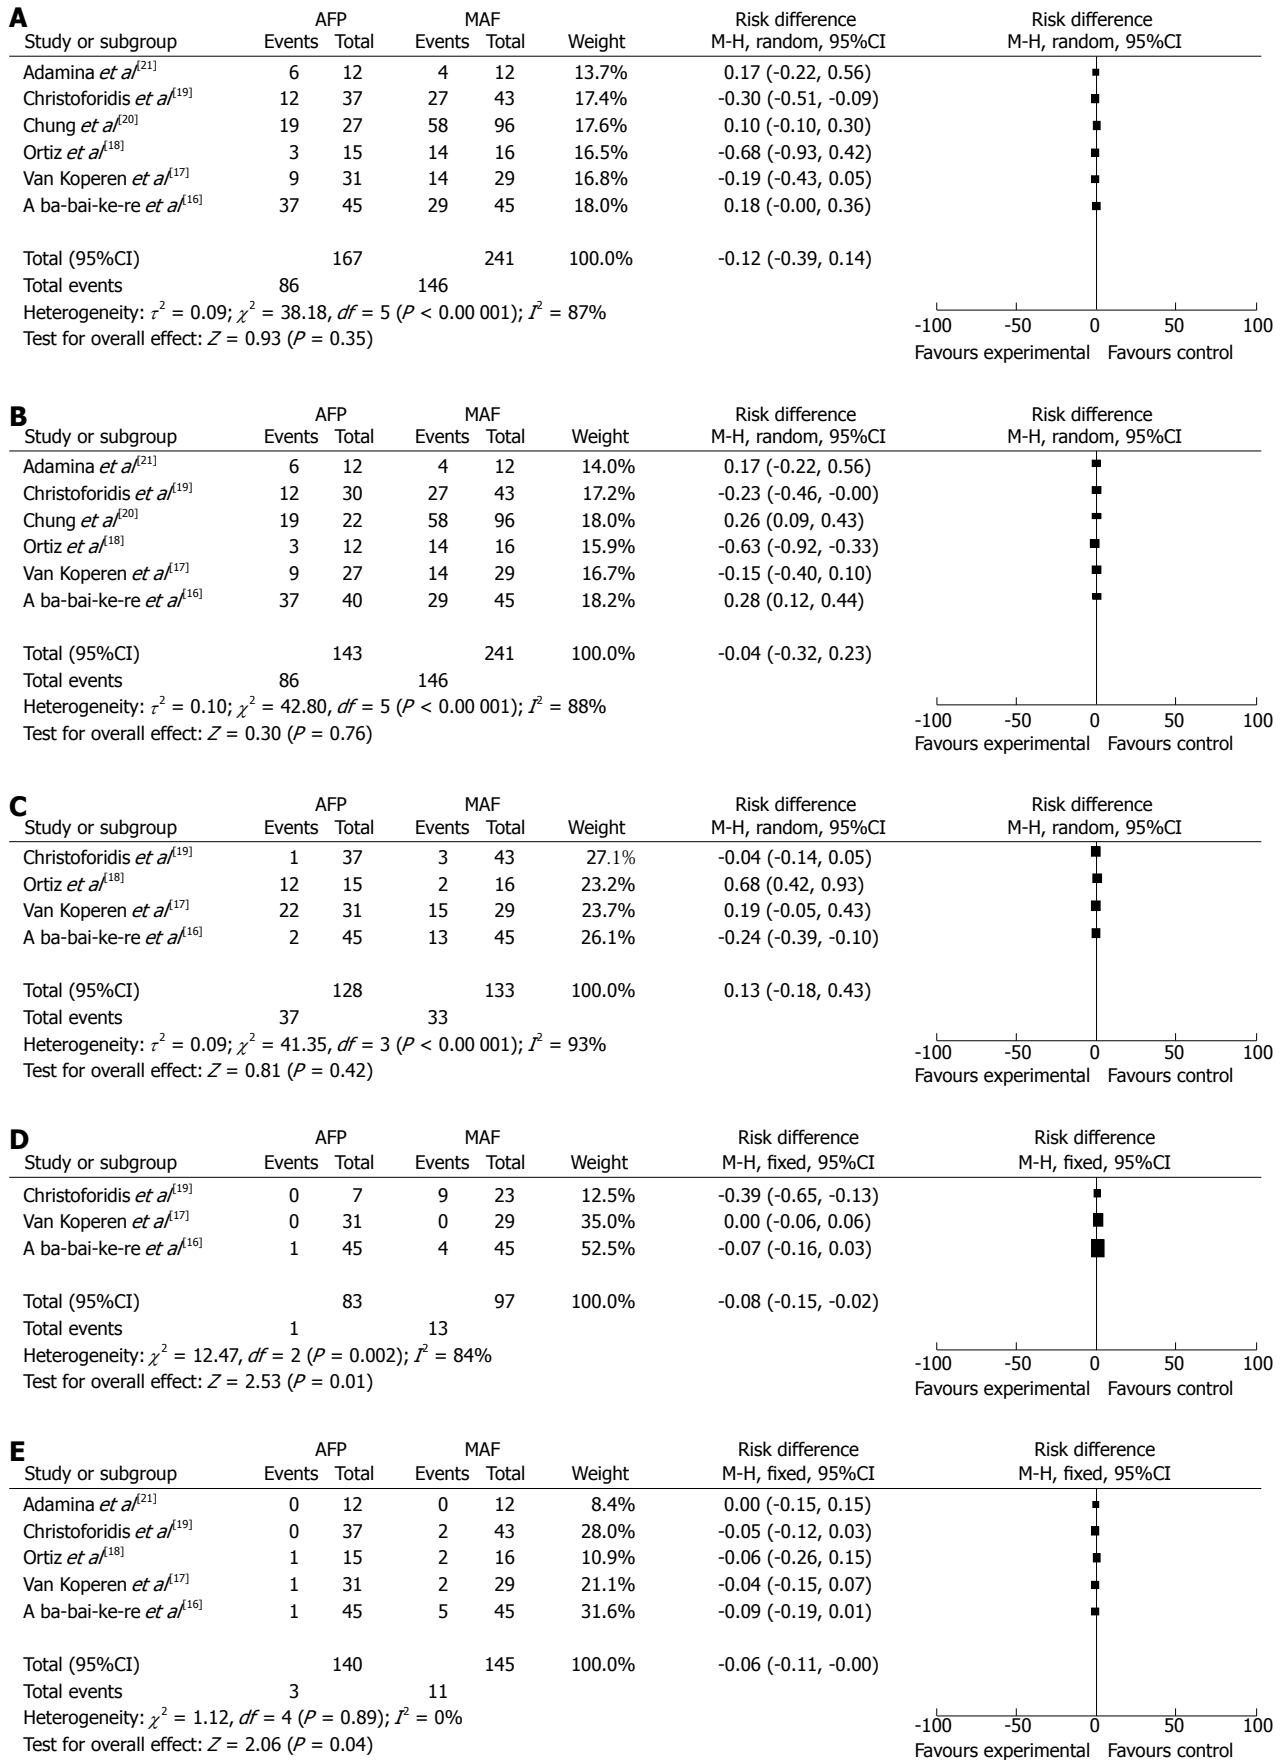 A AFP MAF Risk difference Risk difference
Study or subgroup Events Total Events Total Weight M-H, random, 95%CI M-H, random, 95%CI
Adamina et al[21] 6 12 4 12 13.7% 0.17 (-0.22, 0.56)
Christoforidis et al[19] 12 37 27 43 17.4% -0.30 (-0.51, -0.09)
Chung et al[20] 19 27 58 96 17.6% 0.10 (-0.10, 0.30)
Ortiz et al[18] 3 15 14 16 16.5% -0.68 (-0.93, 0.42)
Van Koperen et al[17] 9 31 14 29 16.8% -0.19 (-0.43, 0.05)
A ba-bai-ke-re et al[16] 37 45 29 45 18.0% 0.18 (-0.00, 0.36)
Total (95%CI) 167 241 100.0% -0.12 (-0.39, 0.14)
Total events 86 146
Heterogeneity: τ² = 0.09; χ² = 38.18, df = 5 (P < 0.00 001); I² = 87%
-100 -50 0 50 100
Test for overall effect: Z = 0.93 (P = 0.35)
Favours experimental Favours control
B AFP MAF Risk difference Risk difference
Study or subgroup Events Total Events Total Weight M-H, random, 95%CI M-H, random, 95%CI
Adamina et al[21] 6 12 4 12 14.0% 0.17 (-0.22, 0.56)
Christoforidis et al[19] 12 30 27 43 17.2% -0.23 (-0.46, -0.00)
Chung et al[20] 19 22 58 96 18.0% 0.26 (0.09, 0.43)
Ortiz et al[18] 3 12 14 16 15.9% -0.63 (-0.92, -0.33)
Van Koperen et al[17] 9 27 14 29 16.7% -0.15 (-0.40, 0.10)
A ba-bai-ke-re et al[16] 37 40 29 45 18.2% 0.28 (0.12, 0.44)
Total (95%CI) 143 241 100.0% -0.04 (-0.32, 0.23)
Total events 86 146
Heterogeneity: τ² = 0.10; χ² = 42.80, df = 5 (P < 0.00 001); I² = 88%
-100 -50 0 50 100
Test for overall effect: Z = 0.30 (P = 0.76)
Favours experimental Favours control
C AFP MAF Risk difference Risk difference
Study or subgroup Events Total Events Total Weight M-H, random, 95%CI M-H, random, 95%CI
Christoforidis et al[19] 1 37 3 43 27.1% -0.04 (-0.14, 0.05)
Ortiz et al[18] 12 15 2 16 23.2% 0.68 (0.42, 0.93)
Van Koperen et al[17] 22 31 15 29 23.7% 0.19 (-0.05, 0.43)
A ba-bai-ke-re et al[16] 2 45 13 45 26.1% -0.24 (-0.39, -0.10)
Total (95%CI) 128 133 100.0% 0.13 (-0.18, 0.43)
Total events 37 33
Heterogeneity: τ² = 0.09; χ² = 41.35, df = 3 (P < 0.00 001); I² = 93%
-100 -50 0 50 100
Test for overall effect: Z = 0.81 (P = 0.42)
Favours experimental Favours control
D AFP MAF Risk difference Risk difference
Study or subgroup Events Total Events Total Weight M-H, fixed, 95%CI M-H, fixed, 95%CI
Christoforidis et al[19] 0 7 9 23 12.5% -0.39 (-0.65, -0.13)
Van Koperen et al[17] 0 31 0 29 35.0% 0.00 (-0.06, 0.06)
A ba-bai-ke-re et al[16] 1 45 4 45 52.5% -0.07 (-0.16, 0.03)
Total (95%CI) 83 97 100.0% -0.08 (-0.15, -0.02)
Total events 1 13
Heterogeneity: χ² = 12.47, df = 2 (P = 0.002); I² = 84%
-100 -50 0 50 100
Test for overall effect: Z = 2.53 (P = 0.01)
Favours experimental Favours control
E AFP MAF Risk difference Risk difference
Study or subgroup Events Total Events Total Weight M-H, fixed, 95%CI M-H, fixed, 95%CI
Adamina et al[21] 0 12 0 12 8.4% 0.00 (-0.15, 0.15)
Christoforidis et al[19] 0 37 2 43 28.0% -0.05 (-0.12, 0.03)
Ortiz et al[18] 1 15 2 16 10.9% -0.06 (-0.26, 0.15)
Van Koperen et al[17] 1 31 2 29 21.1% -0.04 (-0.15, 0.07)
A ba-bai-ke-re et al[16] 1 45 5 45 31.6% -0.09 (-0.19, 0.01)
Total (95%CI) 140 145 100.0% -0.06 (-0.11, -0.00)
Total events 3 11
Heterogeneity: χ² = 1.12, df = 4 (P = 0.89); I² = 0%
-100 -50 0 50 100
Test for overall effect: Z = 2.06 (P = 0.04)
Favours experimental Favours control